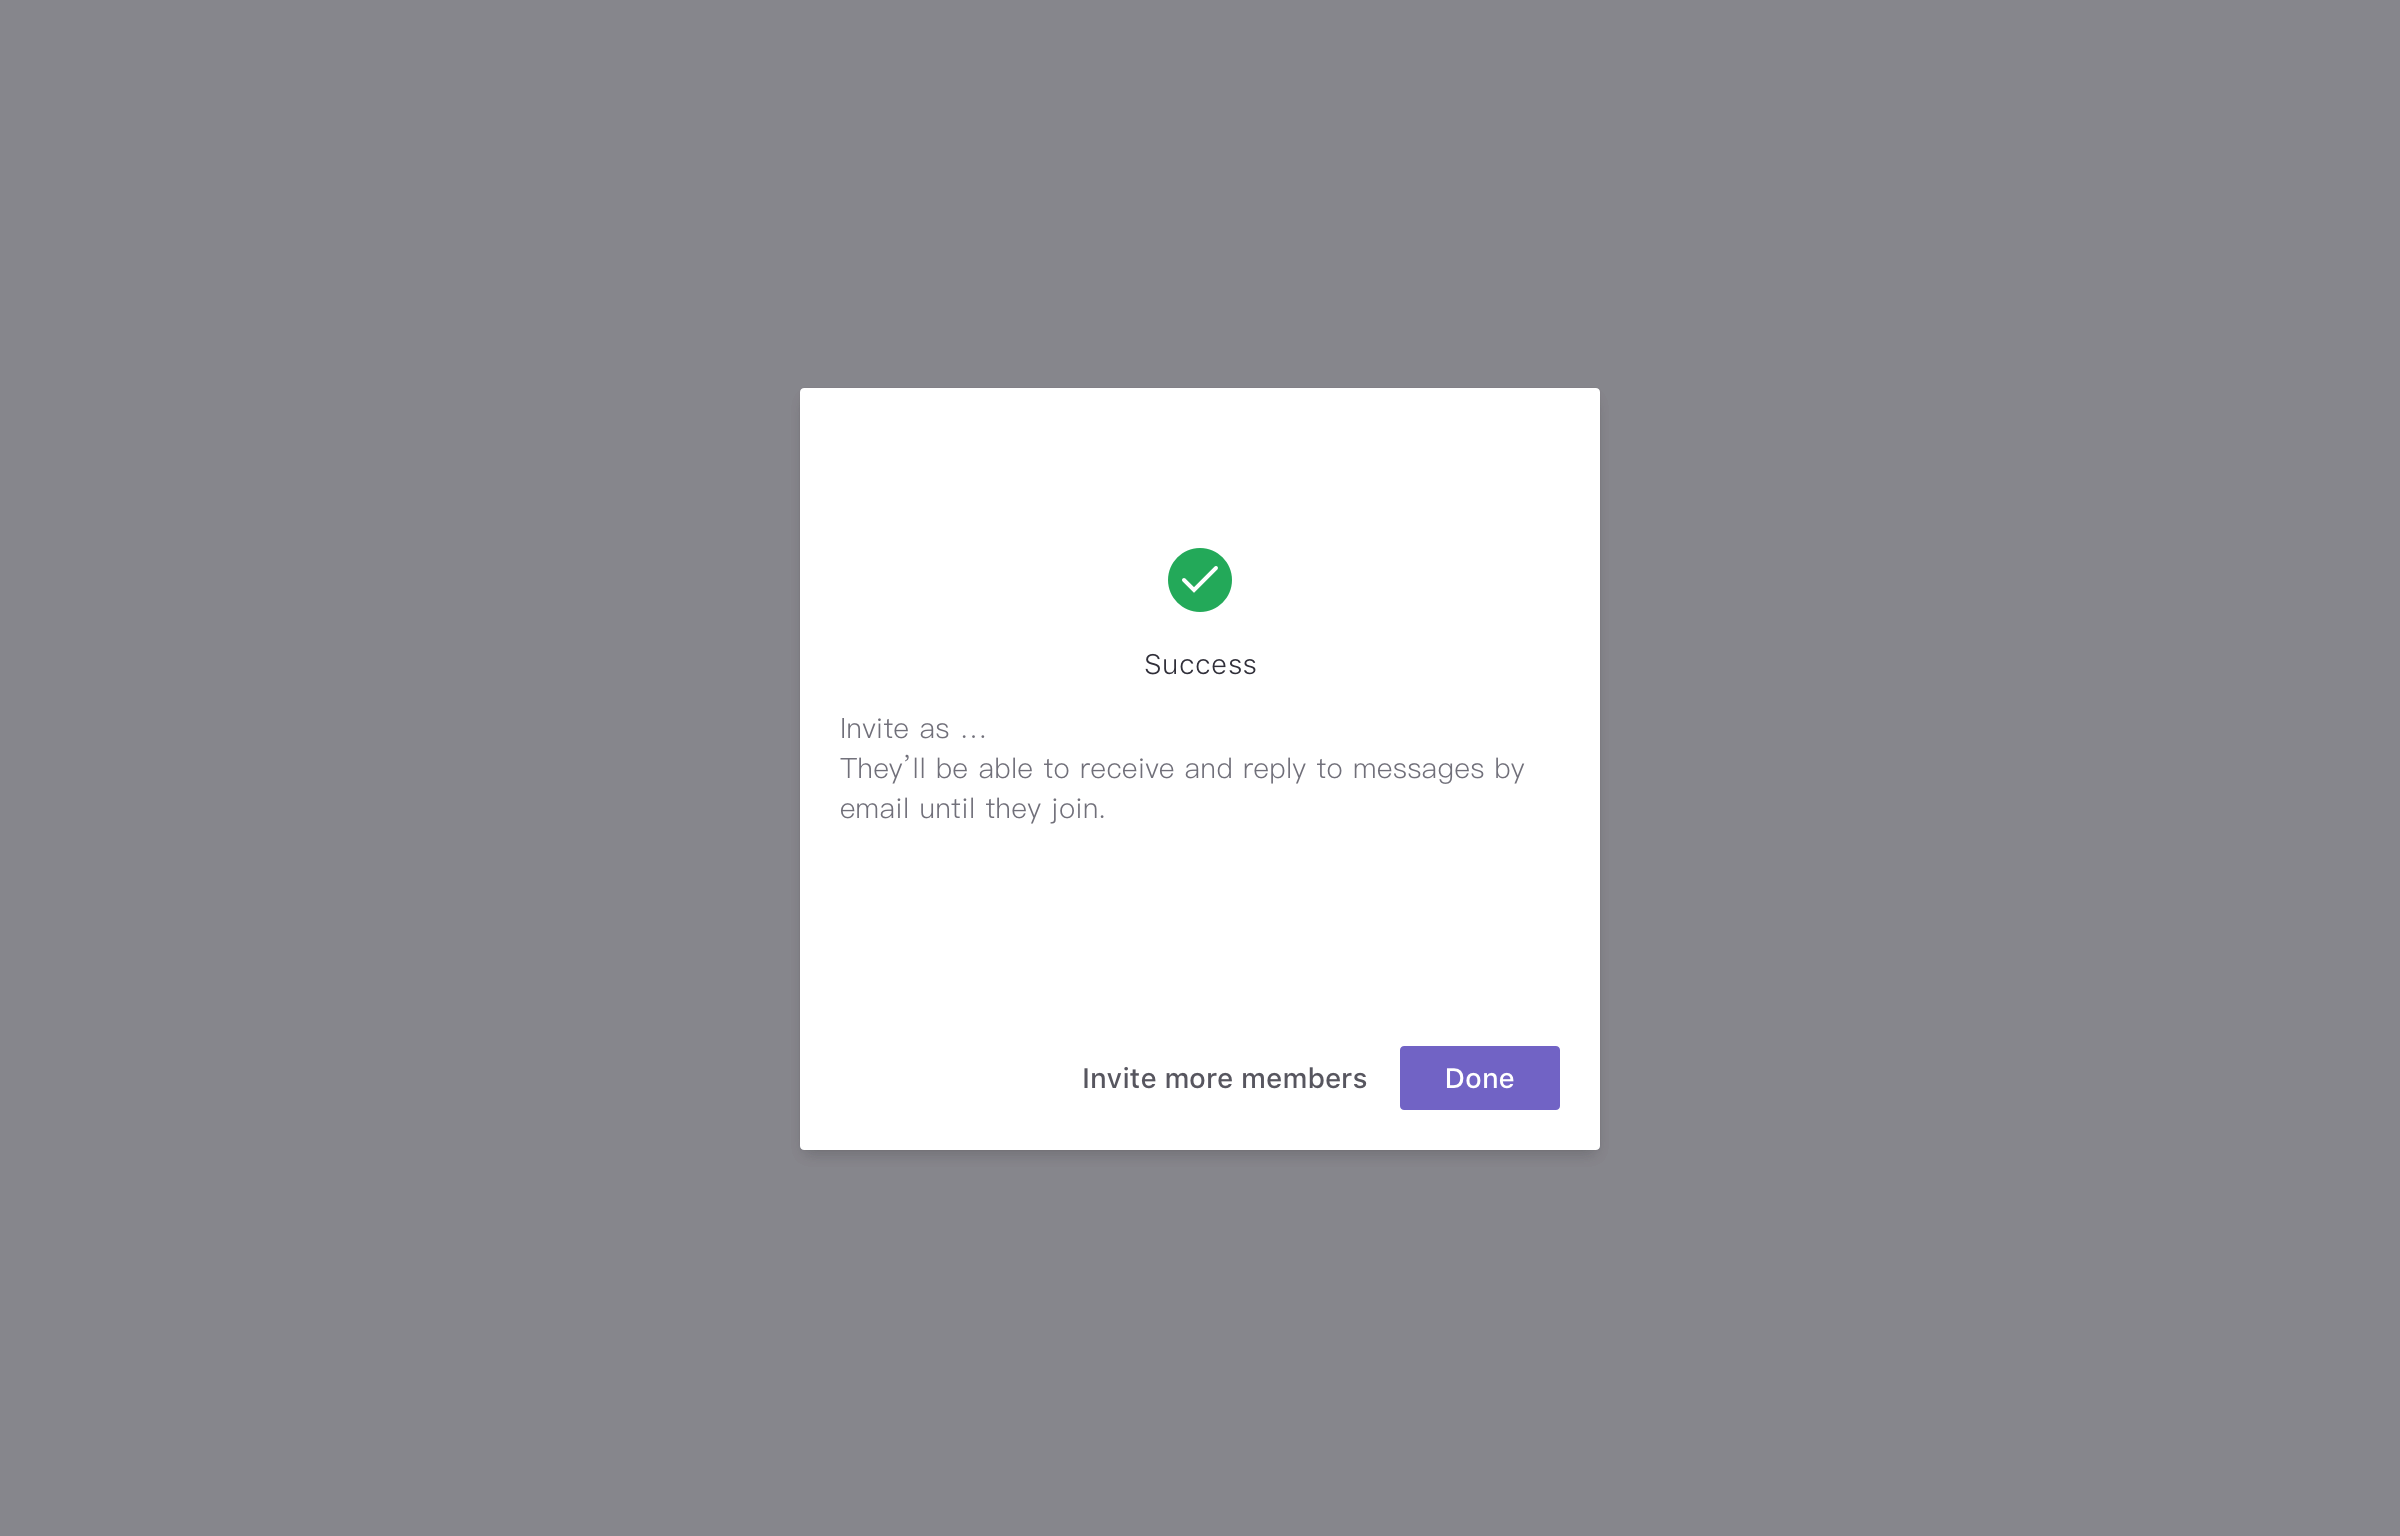 Success
Invite as …
They’ll be able to receive and reply to messages by
email until they join.
Invite more members
Done